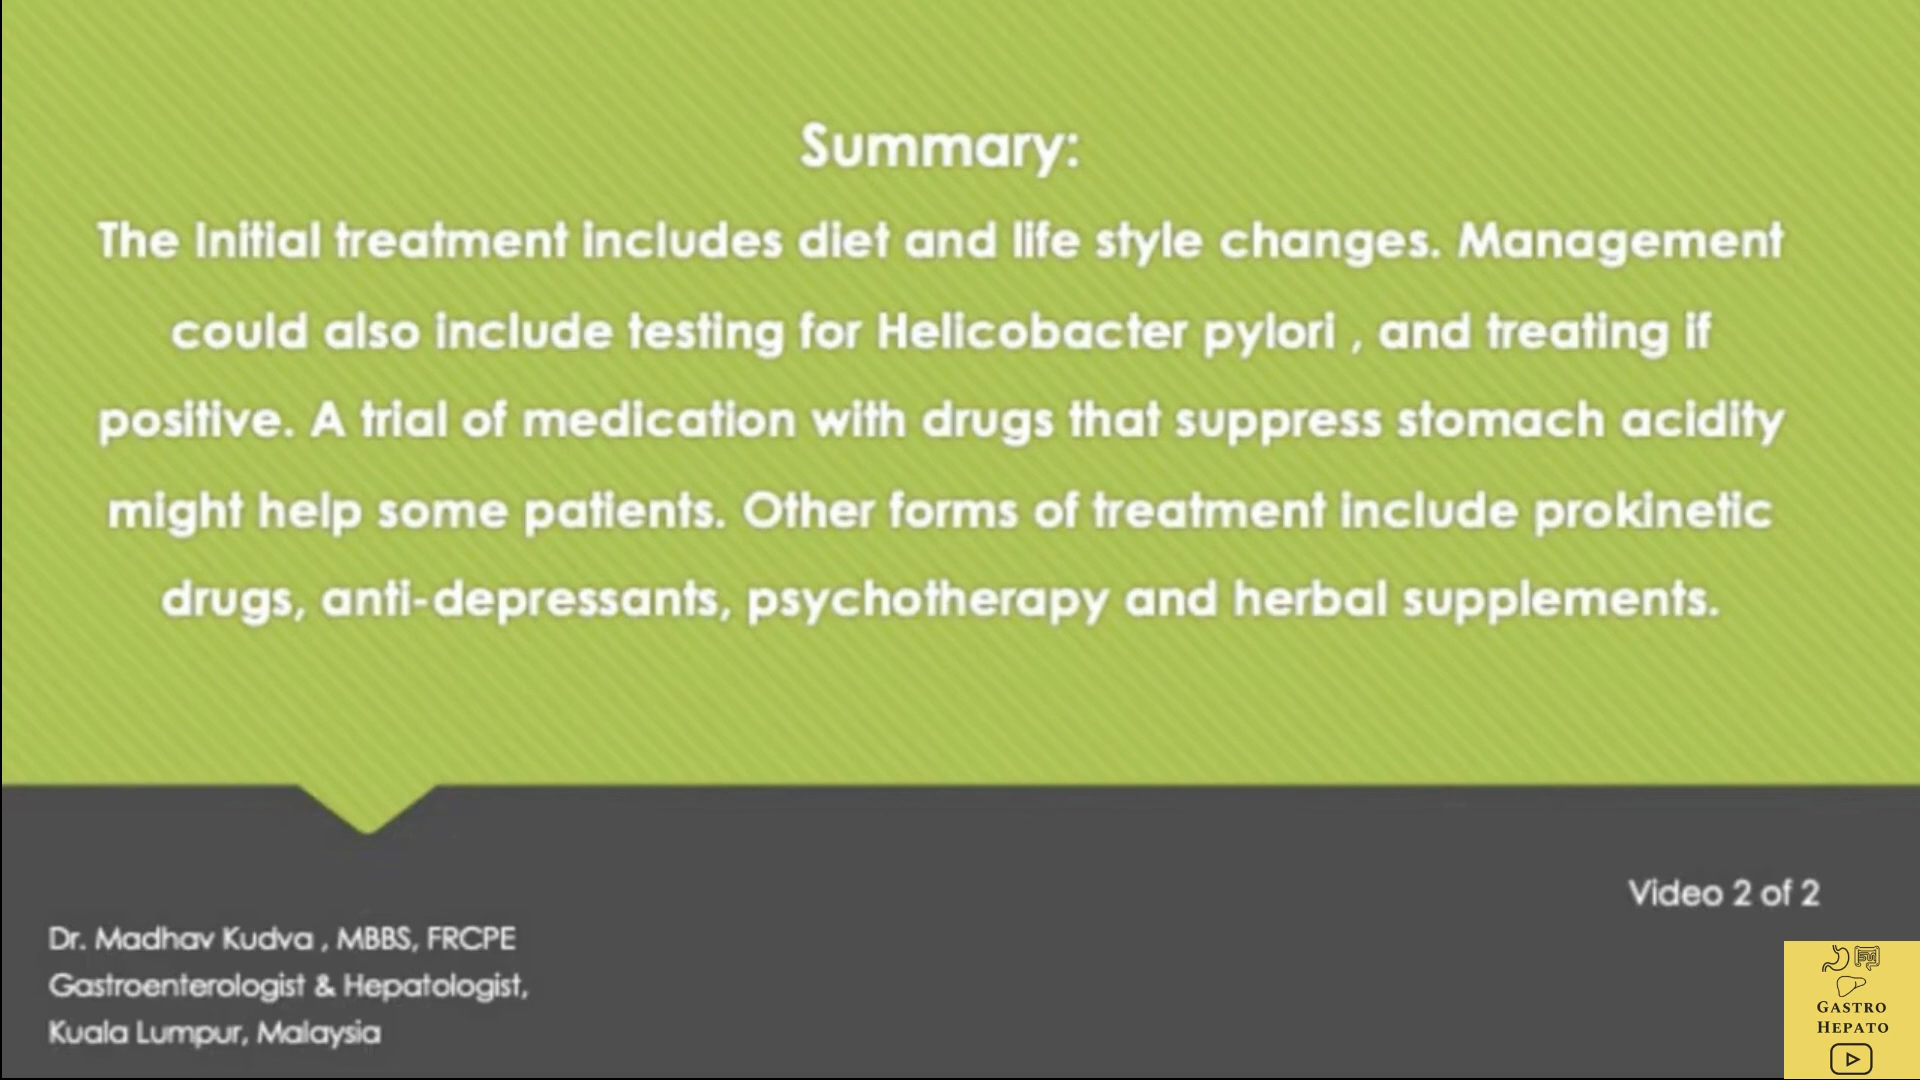 Summary:
The Initial treatment includes diet and life style changes. Management
could also include testing for Helicobacter pylori , and treating if
positive. A trial of medication with drugs that suppress stomach acidity
might help some patients. Other forms of treatment include prokinetic
drugs, anti-depressants, psychotherapy and herbal supplements.
Video 2 of 2
Dr. Madhav Kudva , MBBS, FRCPE
Gastroenterologist & Hepatologist,
Kuala Lumpur, Malaysia
GASTRO
HEPATO